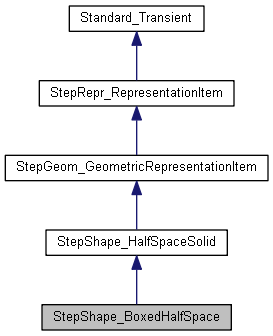 Standard_Transient
StepRepr_RepresentationItem
StepGeom_GeometricRepresentationItem
StepShape_HalfSpaceSolid
StepShape_BoxedHalfSpace